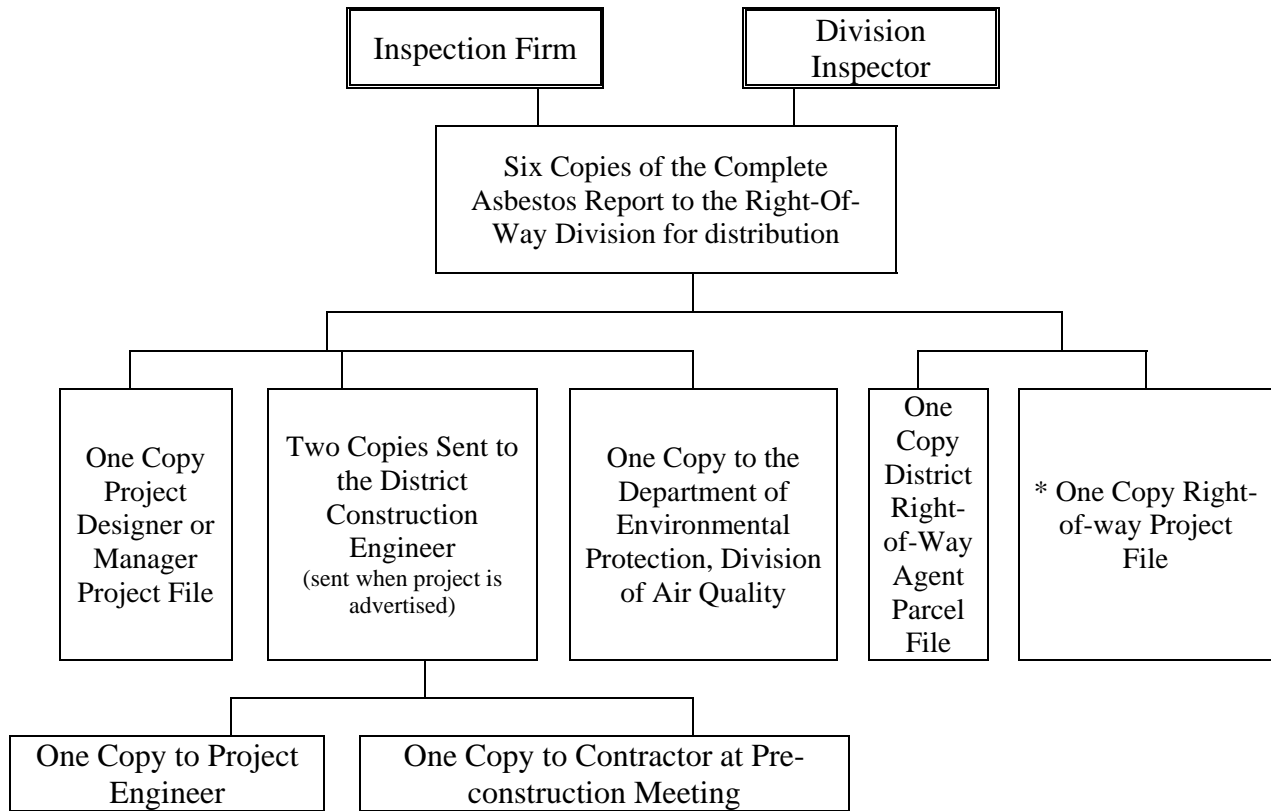 Inspection Firm
Division
Inspector
Six Copies of the Complete
Asbestos Report to the Right-Of-
Way Division for distribution
One Copy
Project
Designer or
Manager
Project File
Two Copies Sent to
the District
Construction
Engineer
(sent when project is
advertised)
One Copy to the
Department of
Environmental
Protection, Division
of Air Quality
One
Copy
District
Right-
of-Way
Agent
Parcel
File
* One Copy Right-
of-way Project
File
One Copy to Project
Engineer
One Copy to Contractor at Pre-
construction Meeting